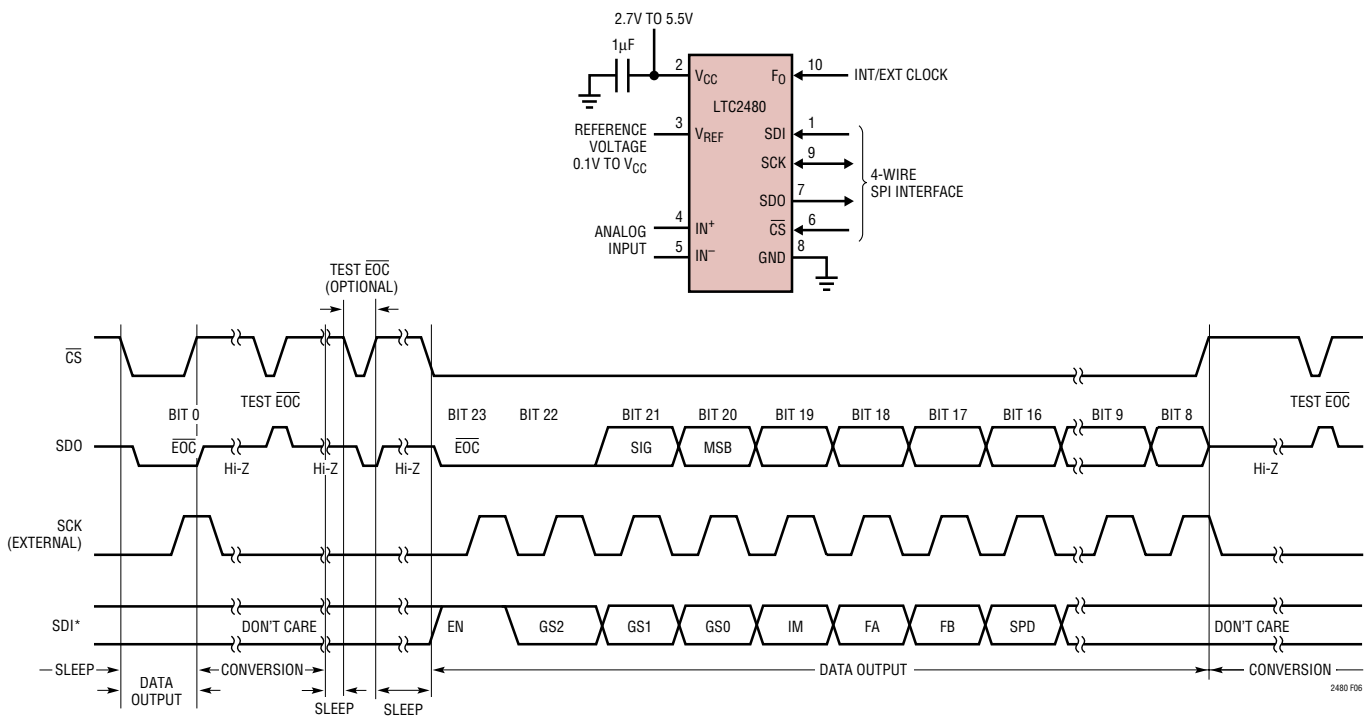 2.7V TO 5.5V
1µF
2
VCC
FO
10
INT/EXT CLOCK
LTC2480
REFERENCE
VOLTAGE
0.1V TO VCC
3
VREF
SDI
1
SCK
9
4-WIRE
SPI INTERFACE
SDO
7
ANALOG
INPUT
4
IN+
CS
6
5
IN−
GND
8
TEST EOC
(OPTIONAL)
CS
TEST EOC
TEST EOC
BIT 0
BIT 23
BIT 22
BIT 21
BIT 20
BIT 19
BIT 18
BIT 17
BIT 16
BIT 9
BIT 8
SDO
EOC
EOC
SIG
MSB
Hi-Z
Hi-Z
Hi-Z
Hi-Z
SCK
(EXTERNAL)
SDI*
DON'T CARE
EN
GS2
GS1
GS0
IM
FA
FB
SPD
DON'T CARE
SLEEP
CONVERSION
DATA OUTPUT
CONVERSION
DATA
OUTPUT
SLEEP
SLEEP
2480 F06